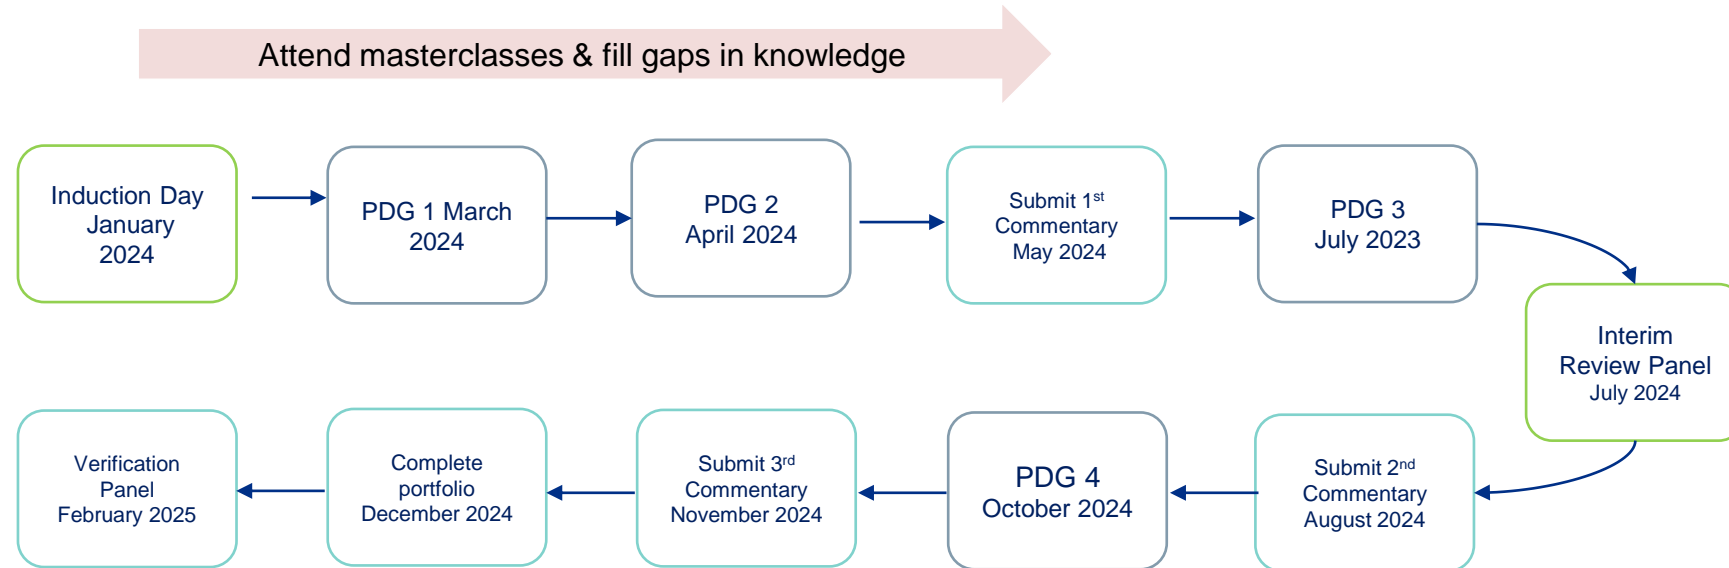 Attend masterclasses & fill gaps in knowledge
Induction Day
January
2024
PDG 1 March
2024
PDG 2
April 2024
Submit 1st
Commentary
May 2024
PDG 3
July 2023
Interim
Review Panel
July 2024
Submit 2nd
Commentary
August 2024
PDG 4
October 2024
Submit 3rd
Commentary
November 2024
Complete
portfolio
December 2024
Verification
Panel
February 2025